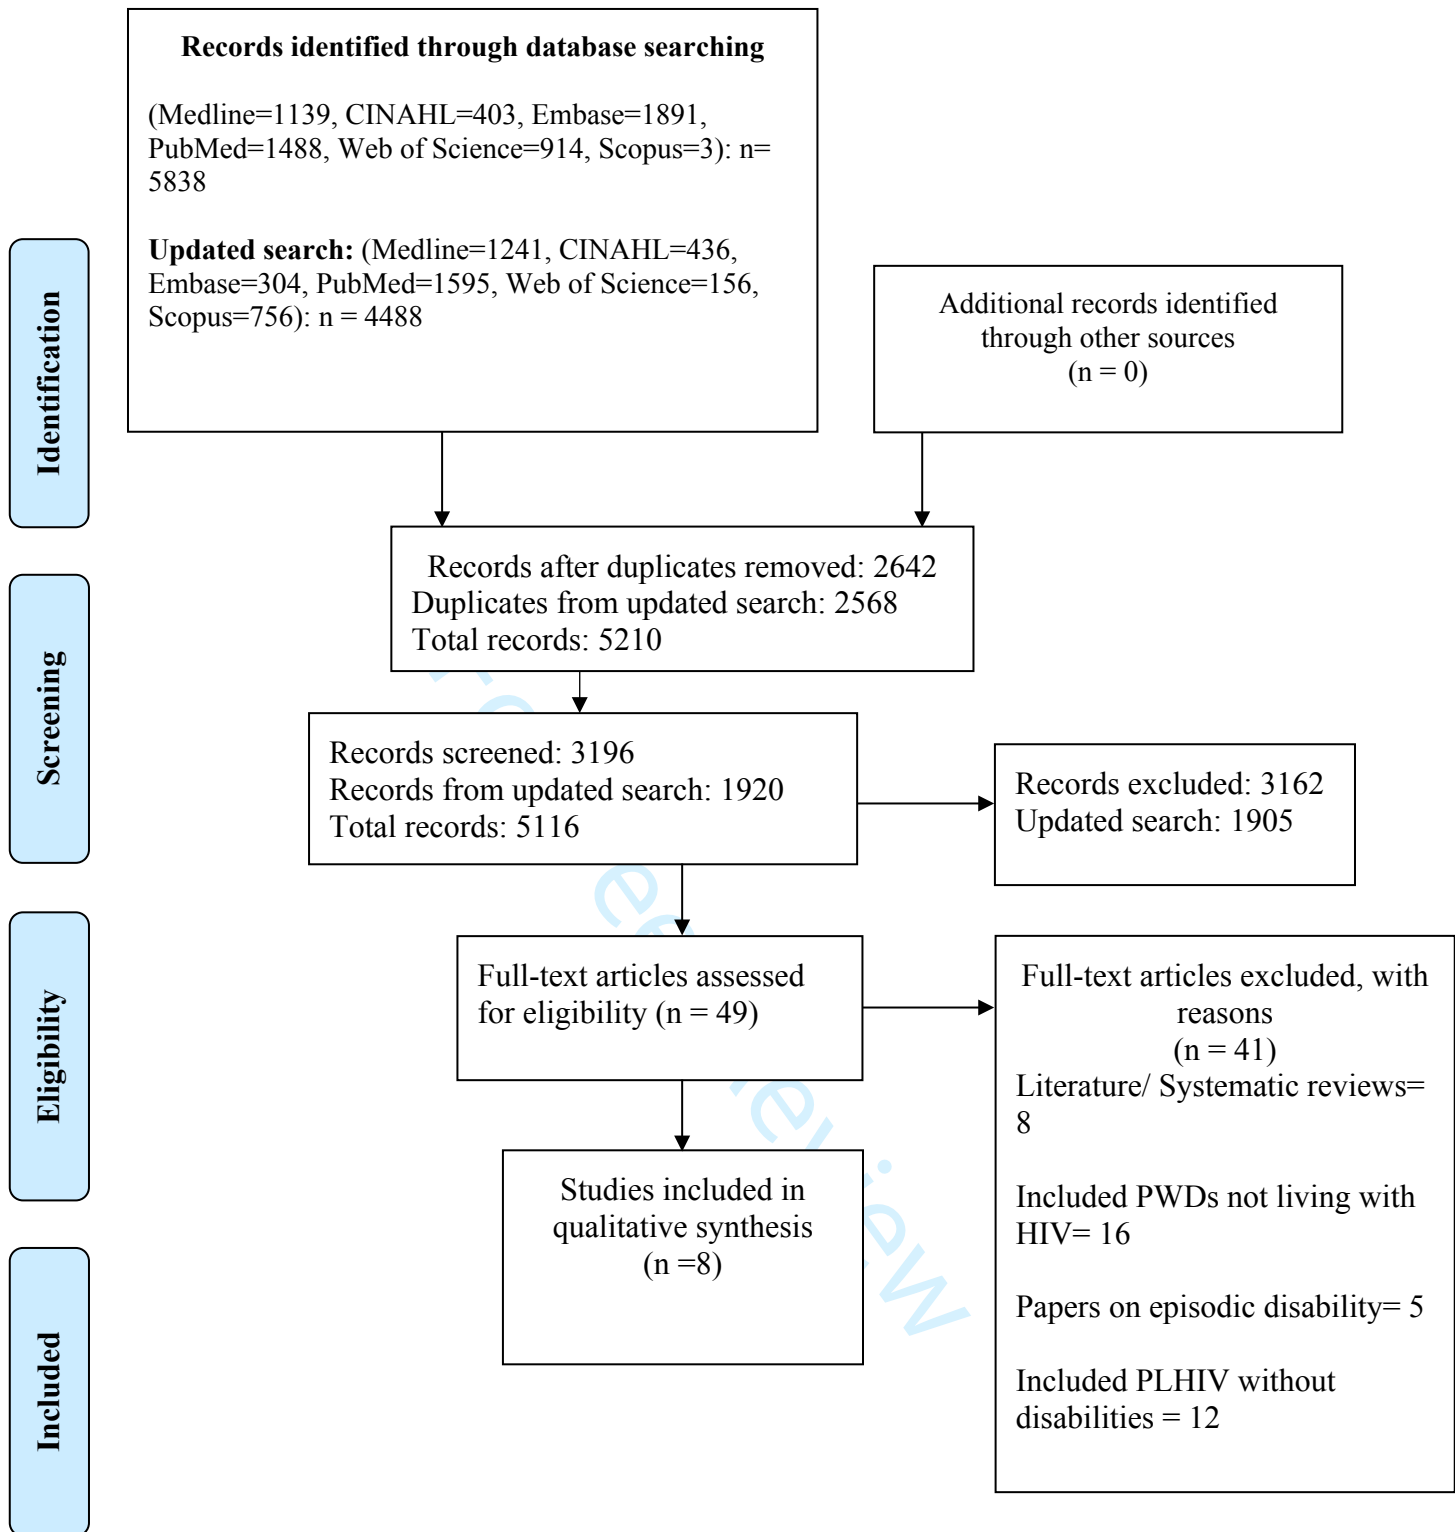 Records identified through database searching
(Medline=1139, CINAHL=403, Embase=1891,
PubMed=1488, Web of Science=914, Scopus=3): n=
5838
Updated search: (Medline=1241, CINAHL=436,
Embase=304, PubMed=1595, Web of Science=156,
Scopus=756): n = 4488
Additional records identified
through other sources
(n = 0)
Identification
Records after duplicates removed: 2642
Duplicates from updated search: 2568
Total records: 5210
Screening
Records screened: 3196
Records from updated search: 1920
Total records: 5116
Records excluded: 3162
Updated search: 1905
Eligibility
Full-text articles assessed
for eligibility (n = 49)
Full-text articles excluded, with
reasons
(n = 41)
Literature/ Systematic reviews=
8
Included PWDs not living with
HIV= 16
Papers on episodic disability= 5
Included PLHIV without
disabilities = 12
Included
Studies included in
qualitative synthesis
(n =8)